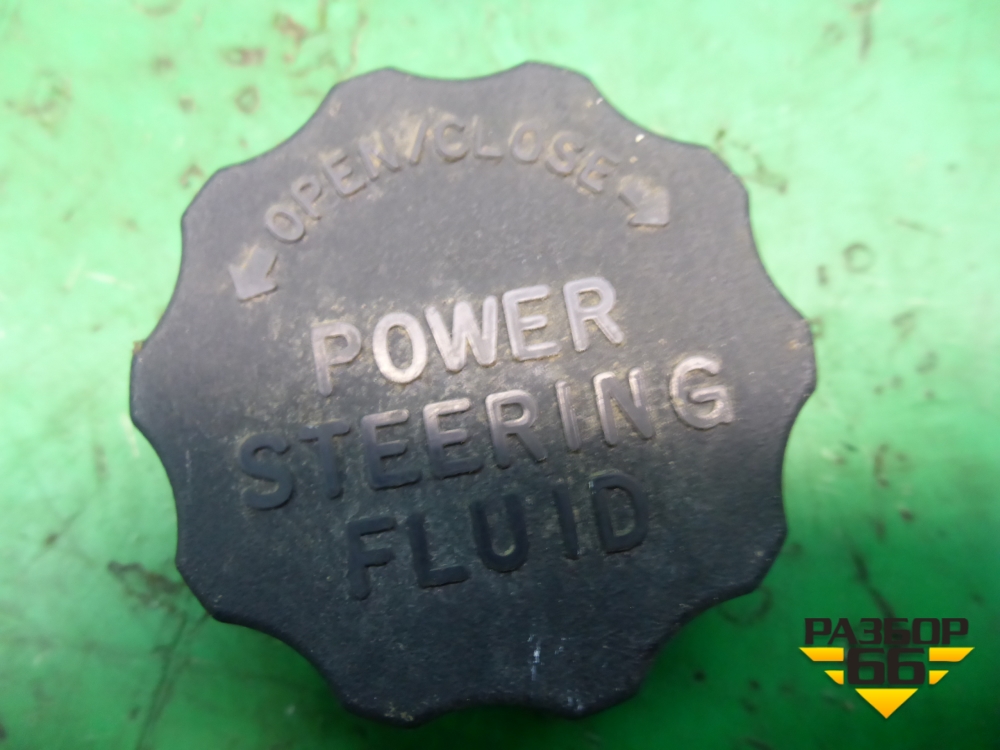 OPEN/CLOSE
POWER
STEERING
FLUID
РАЗБОР
66